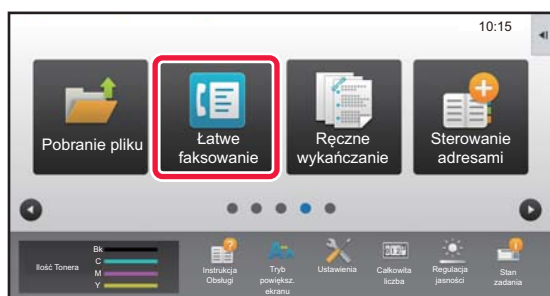 10:15
Pobranie pliku
Łatwe
faksowanie
Ręczne
wykańczanie
Sterowanie
adresami
Ilość Tonera
Bk
C
M
Y
Instrukcja
Obsługi
Tryb
powiększ.
ekranu
Ustawienia
Całkowita
liczba
Regulacja
jasności
Stan
zadania